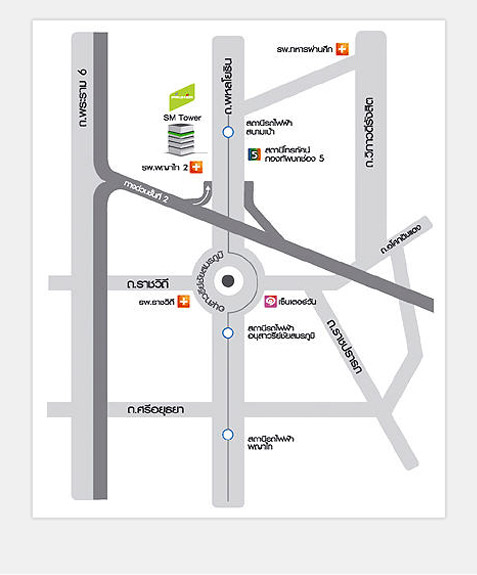 รพ.ทหารผ่านศึก
ถ.พระราม 6
ถ.พหลโยธิน
ถ.วิภาวดีรังสิต
SM Tower
สถานีรถไฟฟ้า
สนามเป้า
สถานีโทรทัศน์
กองทัพบกช่อง 5
รพ.พญาไท 2
ทางด่วนขั้นที่ 2
ถ.อโศกดินแดง
อนุสาวรีย์ชัยสมรภูมิ
ถ.ราชวิถี
รพ.ราชวิถี
เซ็นเตอร์วัน
ถ.ราชปรารภ
สถานีรถไฟฟ้า
อนุสาวรีย์ชัยสมรภูมิ
ถ.ศรีอยุธยา
สถานีรถไฟฟ้า
พญาไท